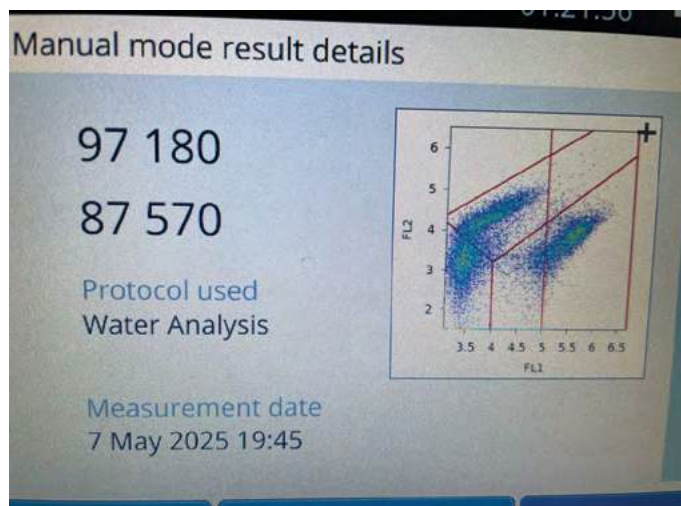 Manual mode result details
97 180
87 570
Protocol used
Water Analysis
Measurement date
7 May 2025 19:45
6
5
4
3
2
FL2
3.5 4 4.5 5 5.5 6 6.5
FL1